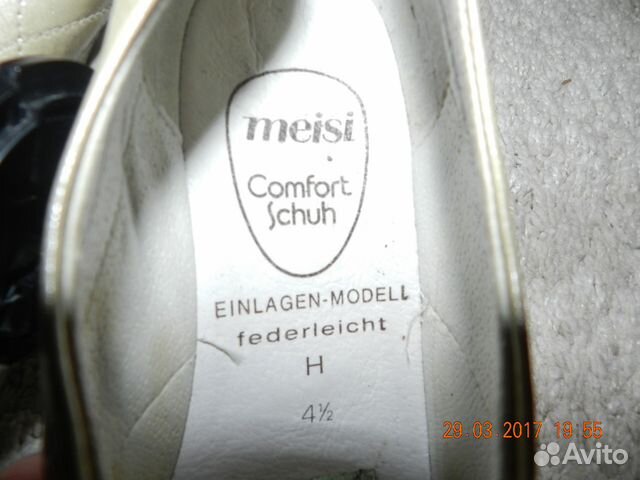 meisi
Comfort
Schuh
EINLAGEN-MODELL
federleicht
H
4½
29.03.2017 19:55
Avito